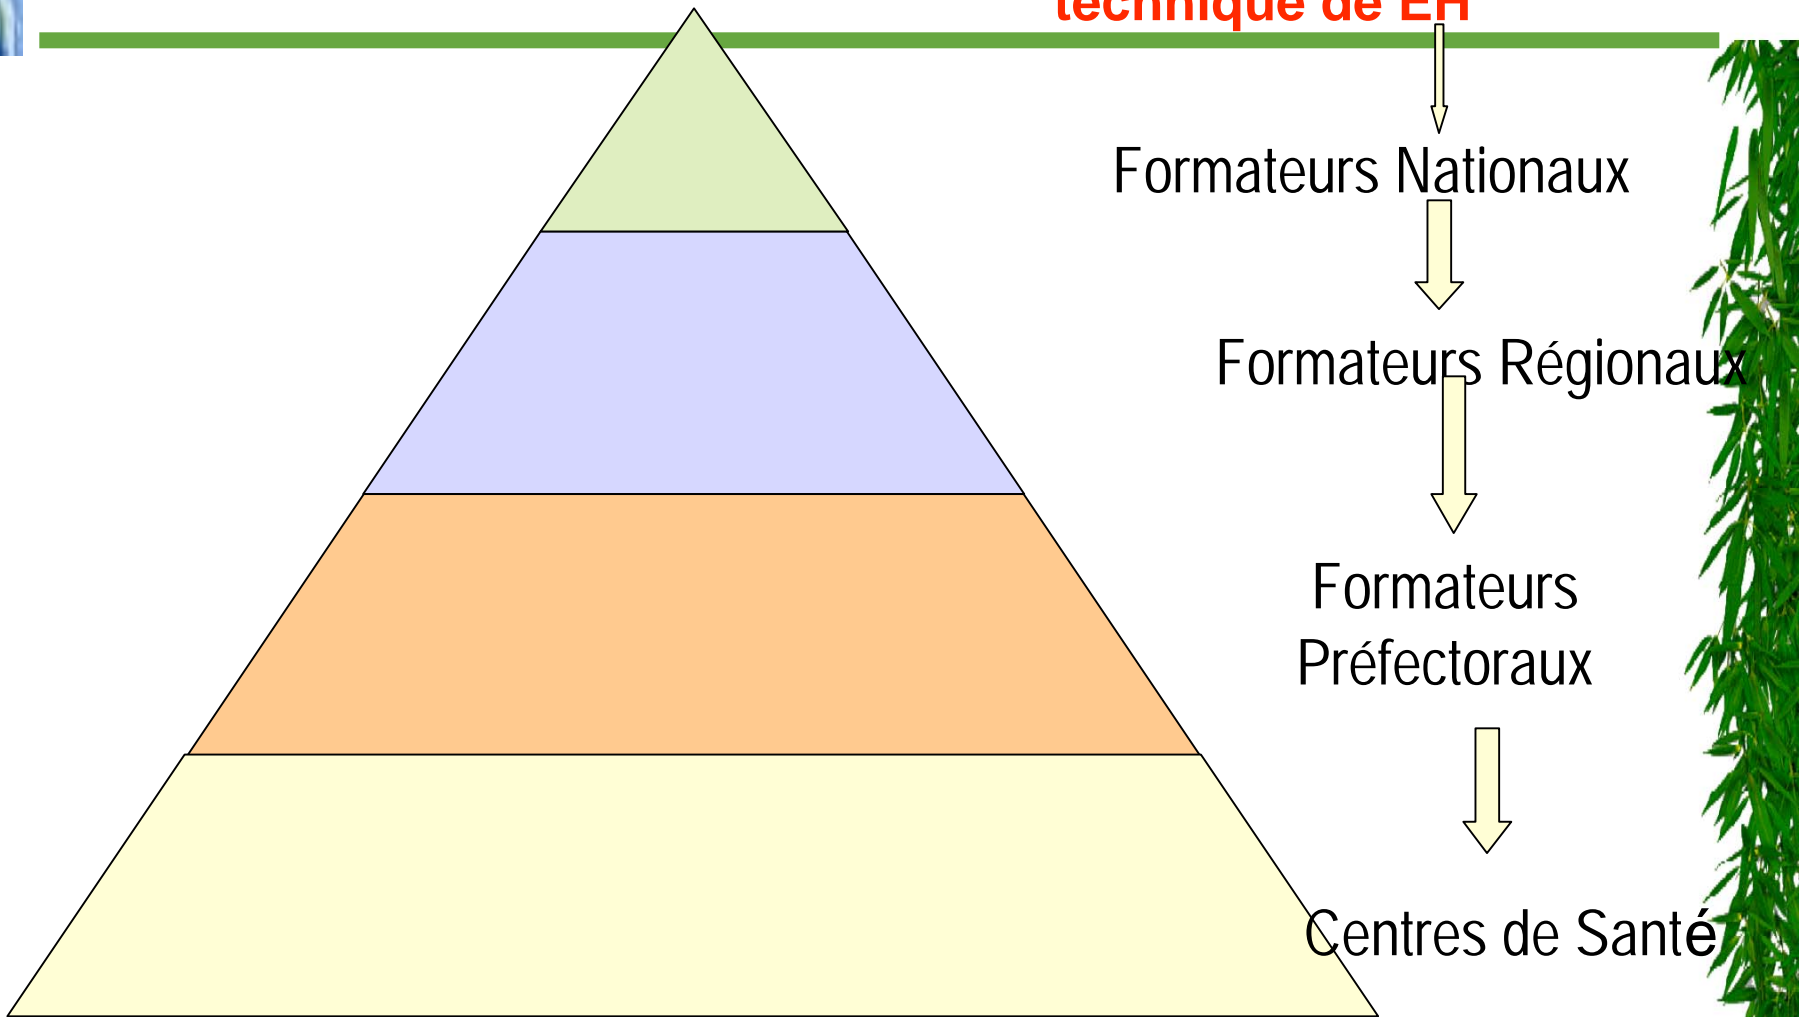 technique de EH
Formateurs Nationaux
Formateurs Régionaux
Formateurs
Préfectoraux
Centres de Santé